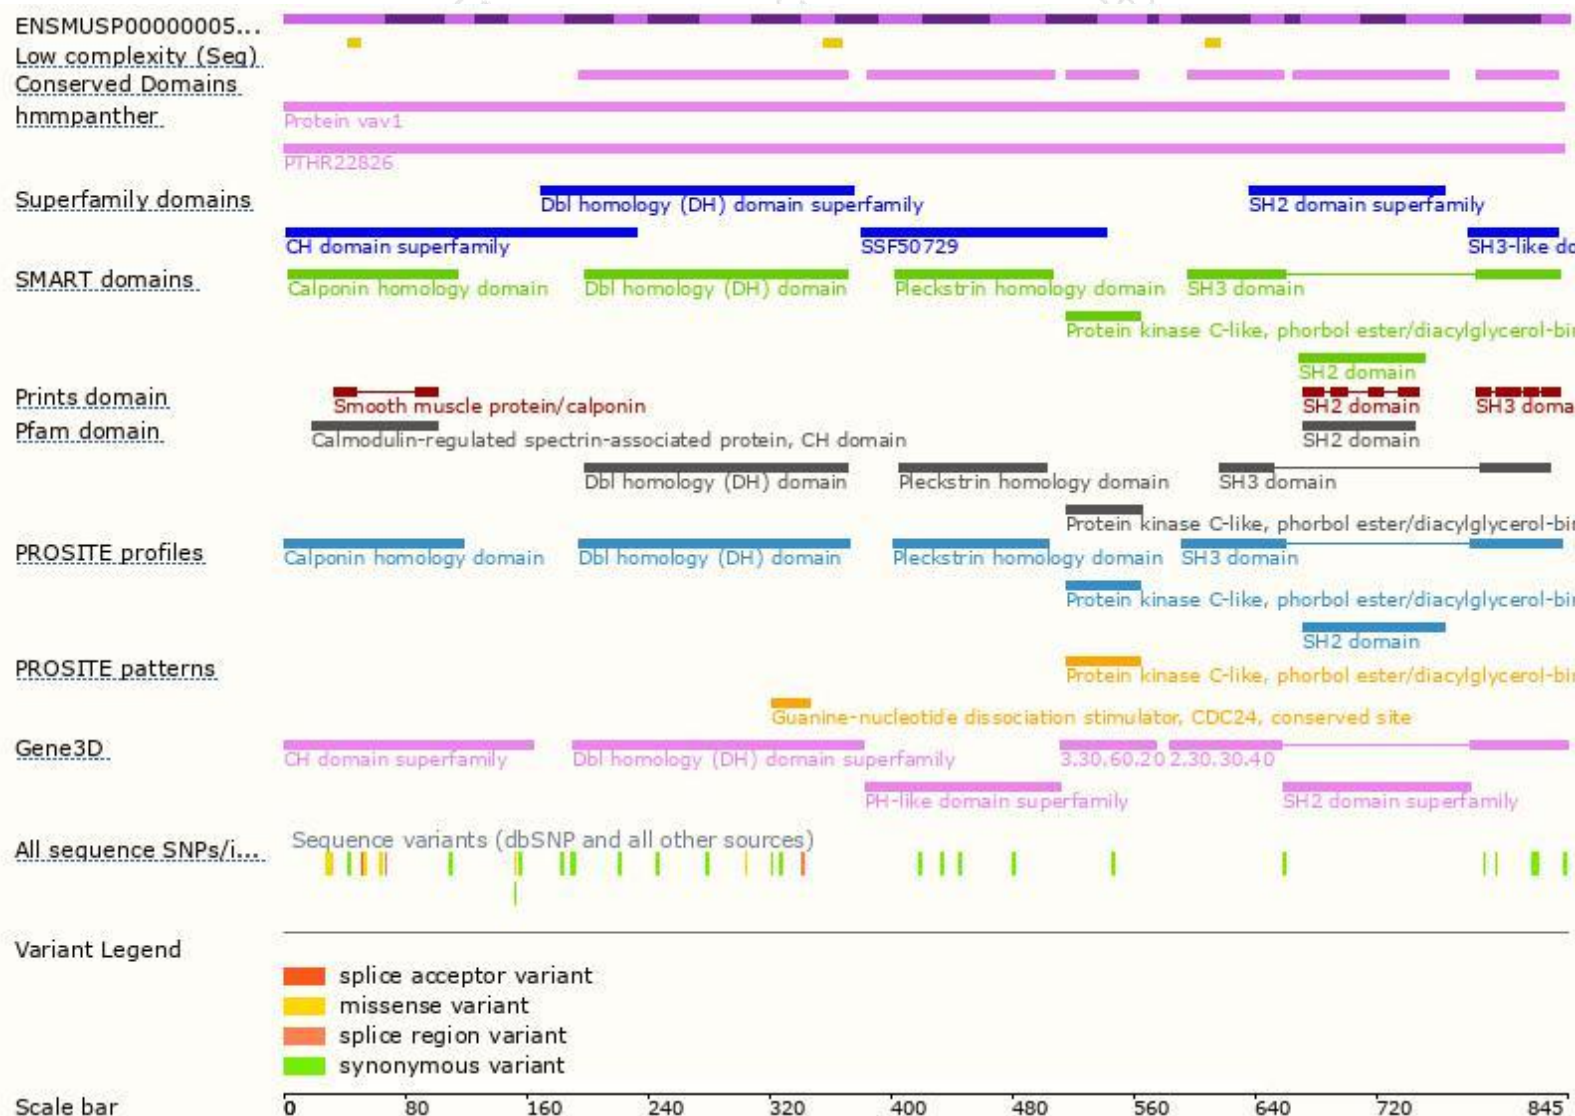 ENSMUSP00000005...
Low complexity (Seg)
Conserved Domains
hmmpanther
Protein vav1
PTHR22826
Superfamily domains
Dbl homology (DH) domain superfamily
SH2 domain superfamily
CH domain superfamily
SSF50729
SH3-like do
SMART domains
Calponin homology domain
Dbl homology (DH) domain
Pleckstrin homology domain
SH3 domain
Protein kinase C-like, phorbol ester/diacylglycerol-bin
SH2 domain
Prints domain
Smooth muscle protein/calponin
SH2 domain
SH3 doma
Pfam domain
Calmodulin-regulated spectrin-associated protein, CH domain
SH2 domain
Dbl homology (DH) domain
Pleckstrin homology domain
SH3 domain
Protein kinase C-like, phorbol ester/diacylglycerol-bin
PROSITE profiles
Calponin homology domain
Dbl homology (DH) domain
Pleckstrin homology domain
SH3 domain
Protein kinase C-like, phorbol ester/diacylglycerol-bin
SH2 domain
PROSITE patterns
Protein kinase C-like, phorbol ester/diacylglycerol-bin
Guanine-nucleotide dissociation stimulator, CDC24, conserved site
Gene3D
CH domain superfamily
Dbl homology (DH) domain superfamily
3.30.60.20
2.30.30.40
PH-like domain superfamily
SH2 domain superfamily
All sequence SNPs/i...
Sequence variants (dbSNP and all other sources)
Variant Legend
splice acceptor variant
missense variant
splice region variant
synonymous variant
Scale bar
0 80 160 240 320 400 480 560 640 720 845